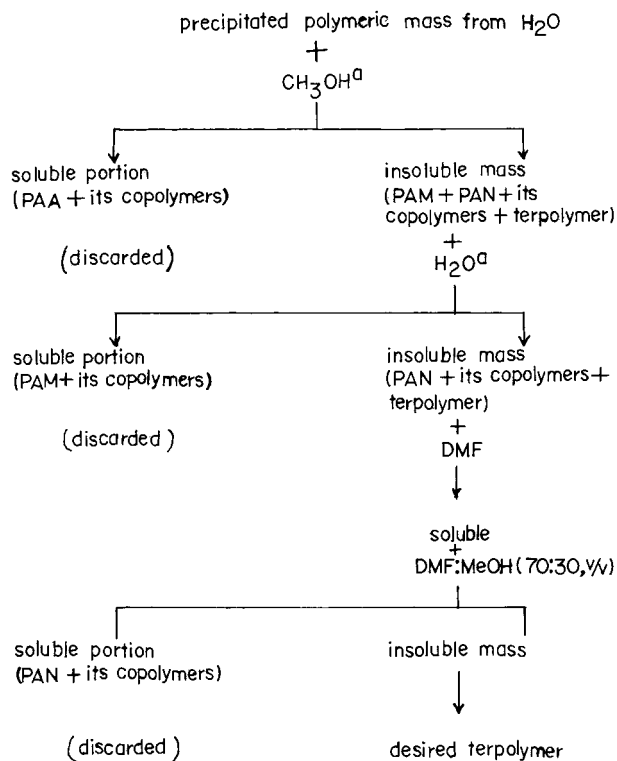 precipitated polymeric mass from H2O
+
CH3OHa
soluble portion
(PAA + its copolymers)
(discarded)
insoluble mass
(PAM + PAN + its
copolymers + terpolymer)
+
H2Oa
soluble portion
(PAM+ its copolymers)
(discarded)
insoluble mass
(PAN + its copolymers+
terpolymer)
+
DMF
soluble
+
DMF:MeOH (70:30, v/v)
soluble portion
(PAN + its copolymers)
(discarded)
insoluble mass
desired terpolymer